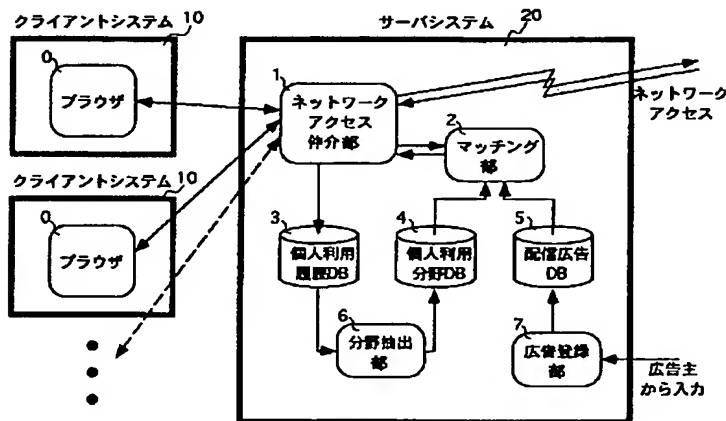 クライアントシステム
10
0
ブラウザ
クライアントシステム
10
0
ブラウザ
サーバシステム
20
1
ネットワーク
アクセス
仲介部
ネットワーク
アクセス
2
マッチング
部
3
個人利用
履歴DB
4
個人利用
分野DB
5
配信広告
DB
6
分野抽出
部
7
広告登録
部
広告主
から入力